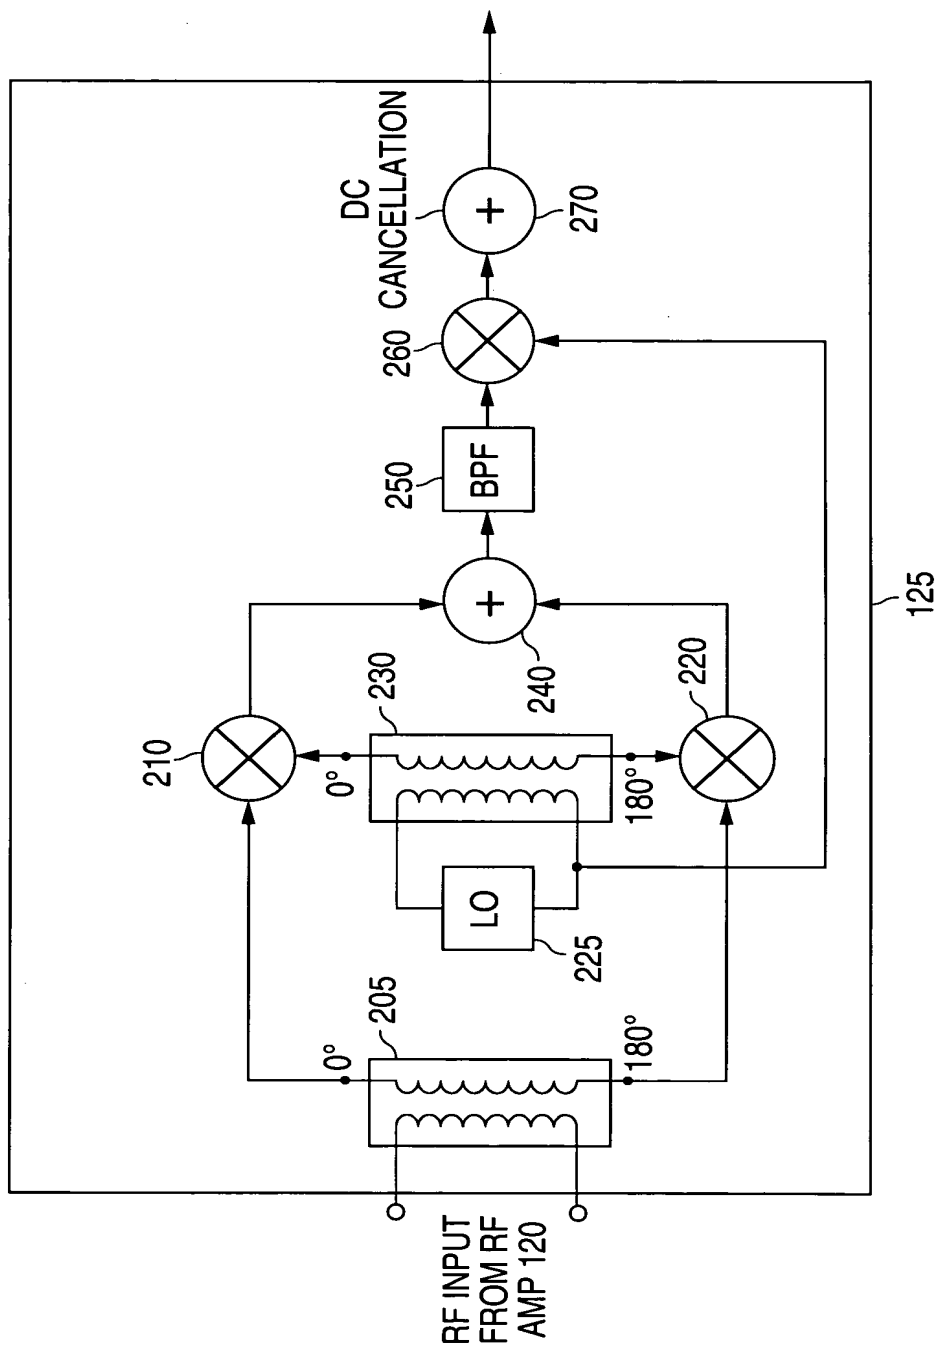 RF INPUT
FROM RF
AMP 120
205
0°
180°
LO
225
210
0°
230
180°
220
+
240
BPF
250
260
DC
CANCELLATION
+
270
125